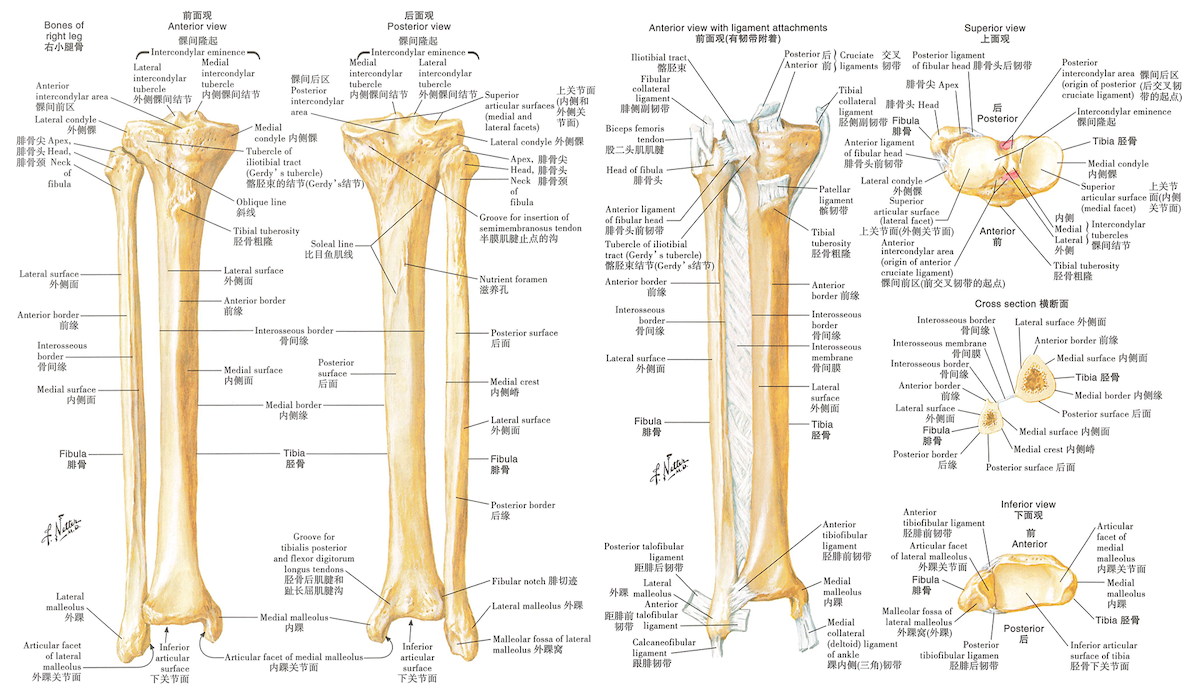 Bones of
right leg
右小腿骨
前面观
Anterior view
髁间隆起
Intercondylar eminence
Lateral
intercondylar
tubercle
外侧髁间结节
Medial
intercondylar
tubercle
内侧髁间结节
Anterior
intercondylar area
髁间前区
Lateral condyle
外侧髁
腓骨尖 Apex,
腓骨头 Head,
腓骨颈 Neck
of
fibula
Medial
condyle 内侧髁
Tubercle of
iliotibial tract
(Gerdy's tubercle)
髂胫束的结节(Gerdy's结节)
Oblique line
斜线
Tibial tuberosity
胫骨粗隆
Lateral surface
外侧面
Lateral surface
外侧面
Anterior border
前缘
Anterior border
前缘
Interosseous
border
骨间缘
Interosseous border
骨间缘
Medial surface
内侧面
Medial surface
内侧面
Medial border
内侧缘
Fibula
腓骨
Tibia
胫骨
Lateral
malleolus
外踝
Articular facet
of lateral
malleolus
外踝关节面
Inferior
articular
surface
下关节面
Medial malleolus
内踝
Articular facet of medial malleolus
内踝关节面
后面观
Posterior view
髁间隆起
Intercondylar eminence
Medial
intercondylar
tubercle
内侧髁间结节
Lateral
intercondylar
tubercle
外侧髁间结节
髁间后区
Posterior
intercondylar
area
Superior
articular surfaces
(medial and
lateral facets)
上关节面
(内侧和
外侧关
节面)
Lateral condyle 外侧髁
Apex, 腓骨尖
Head, 腓骨头
Neck 腓骨颈
of
fibula
Groove for insertion of
semimembranosus tendon
半膜肌腱止点的沟
Soleal line
比目鱼肌线
Nutrient foramen
滋养孔
Posterior surface
后面
Posterior
surface
后面
Medial crest
内侧嵴
Lateral surface
外侧面
Fibula
腓骨
Posterior border
后缘
Groove for
tibialis posterior
and flexor digitorum
longus tendons
胫骨后肌腱和
趾长屈肌腱沟
Fibular notch 腓切迹
Lateral malleolus 外踝
Malleolar fossa of lateral
malleolus 外踝窝
Inferior
articular
surface
下关节面
Anterior view with ligament attachments
前面观(有韧带附着)
Iliotibial tract
髂胫束
Fibular
collateral
ligament
腓侧副韧带
Biceps femoris
tendon
股二头肌肌腱
Head of fibula
腓骨头
Anterior ligament
of fibular head
腓骨头前韧带
Tubercle of iliotibial
tract (Gerdy's tubercle)
髂胫束结节(Gerdy's结节)
Posterior 后
Anterior 前
Cruciate 交叉
ligaments 韧带
Tibial
collateral
ligament
胫侧副韧带
Patellar
ligament
髌韧带
Tibial
tuberosity
胫骨粗隆
Anterior border
前缘
Anterior
border 前缘
Interosseous
border
骨间缘
Interosseous
border
骨间缘
Interosseous
membrane
骨间膜
Lateral surface
外侧面
Lateral
surface
外侧面
Fibula
腓骨
Tibia
胫骨
Anterior
tibiofibular
ligament
胫腓前韧带
Posterior talofibular
ligament
距腓后韧带
Lateral
外踝 malleolus
Anterior
距腓前 talofibular
韧带 ligament
Calcaneofibular
ligament
跟腓韧带
Medial
malleolus
内踝
Medial
collateral
(deltoid) ligament
of ankle
踝内侧(三角)韧带
Superior view
上面观
Posterior ligament
of fibular head 腓骨头后韧带
腓骨尖 Apex
腓骨头 Head
Fibula
腓骨
Anterior ligament
of fibular head
腓骨头前韧带
Lateral condyle
外侧髁
Superior
articular surface
(lateral facet)
上关节面(外侧关节面)
Anterior
intercondylar area
(origin of anterior
cruciate ligament)
髁间前区(前交叉韧带的起点)
后
Posterior
Posterior
intercondylar area
(origin of posterior
cruciate ligament)
髁间后区
(后交叉韧
带的起点)
Intercondylar eminence
髁间隆起
Tibia 胫骨
Medial condyle
内侧髁
Superior
articular surface
(medial facet)
上关节
面(内侧
关节面)
内侧
Medial
Lateral
外侧
Intercondylar
tubercles
髁间结节
Tibial tuberosity
胫骨粗隆
Anterior
前
Cross section 横断面
Interosseous border
骨间缘
Interosseous membrane
骨间膜
Interosseous border
骨间缘
Anterior border
前缘
Lateral surface
外侧面
Fibula
腓骨
Posterior border
后缘
Posterior surface 后面
Lateral surface 外侧面
Anterior border 前缘
Medial surface 内侧面
Tibia 胫骨
Medial border 内侧缘
Posterior surface 后面
Medial surface 内侧面
Medial crest 内侧嵴
Inferior view
下面观
前
Anterior
Anterior
tibiofibular ligament
胫腓前韧带
Articular facet
of lateral malleolus
外踝关节面
Fibula
腓骨
Malleolar fossa of
lateral malleolus
外踝窝(外踝)
Posterior
tibiofibular ligamen
胫腓后韧带
Posterior
后
Articular
facet of
medial
malleolus
内踝关节面
Medial
malleolus
内踝
Tibia 胫骨
Inferior articular
surface of tibia
胫骨下关节面